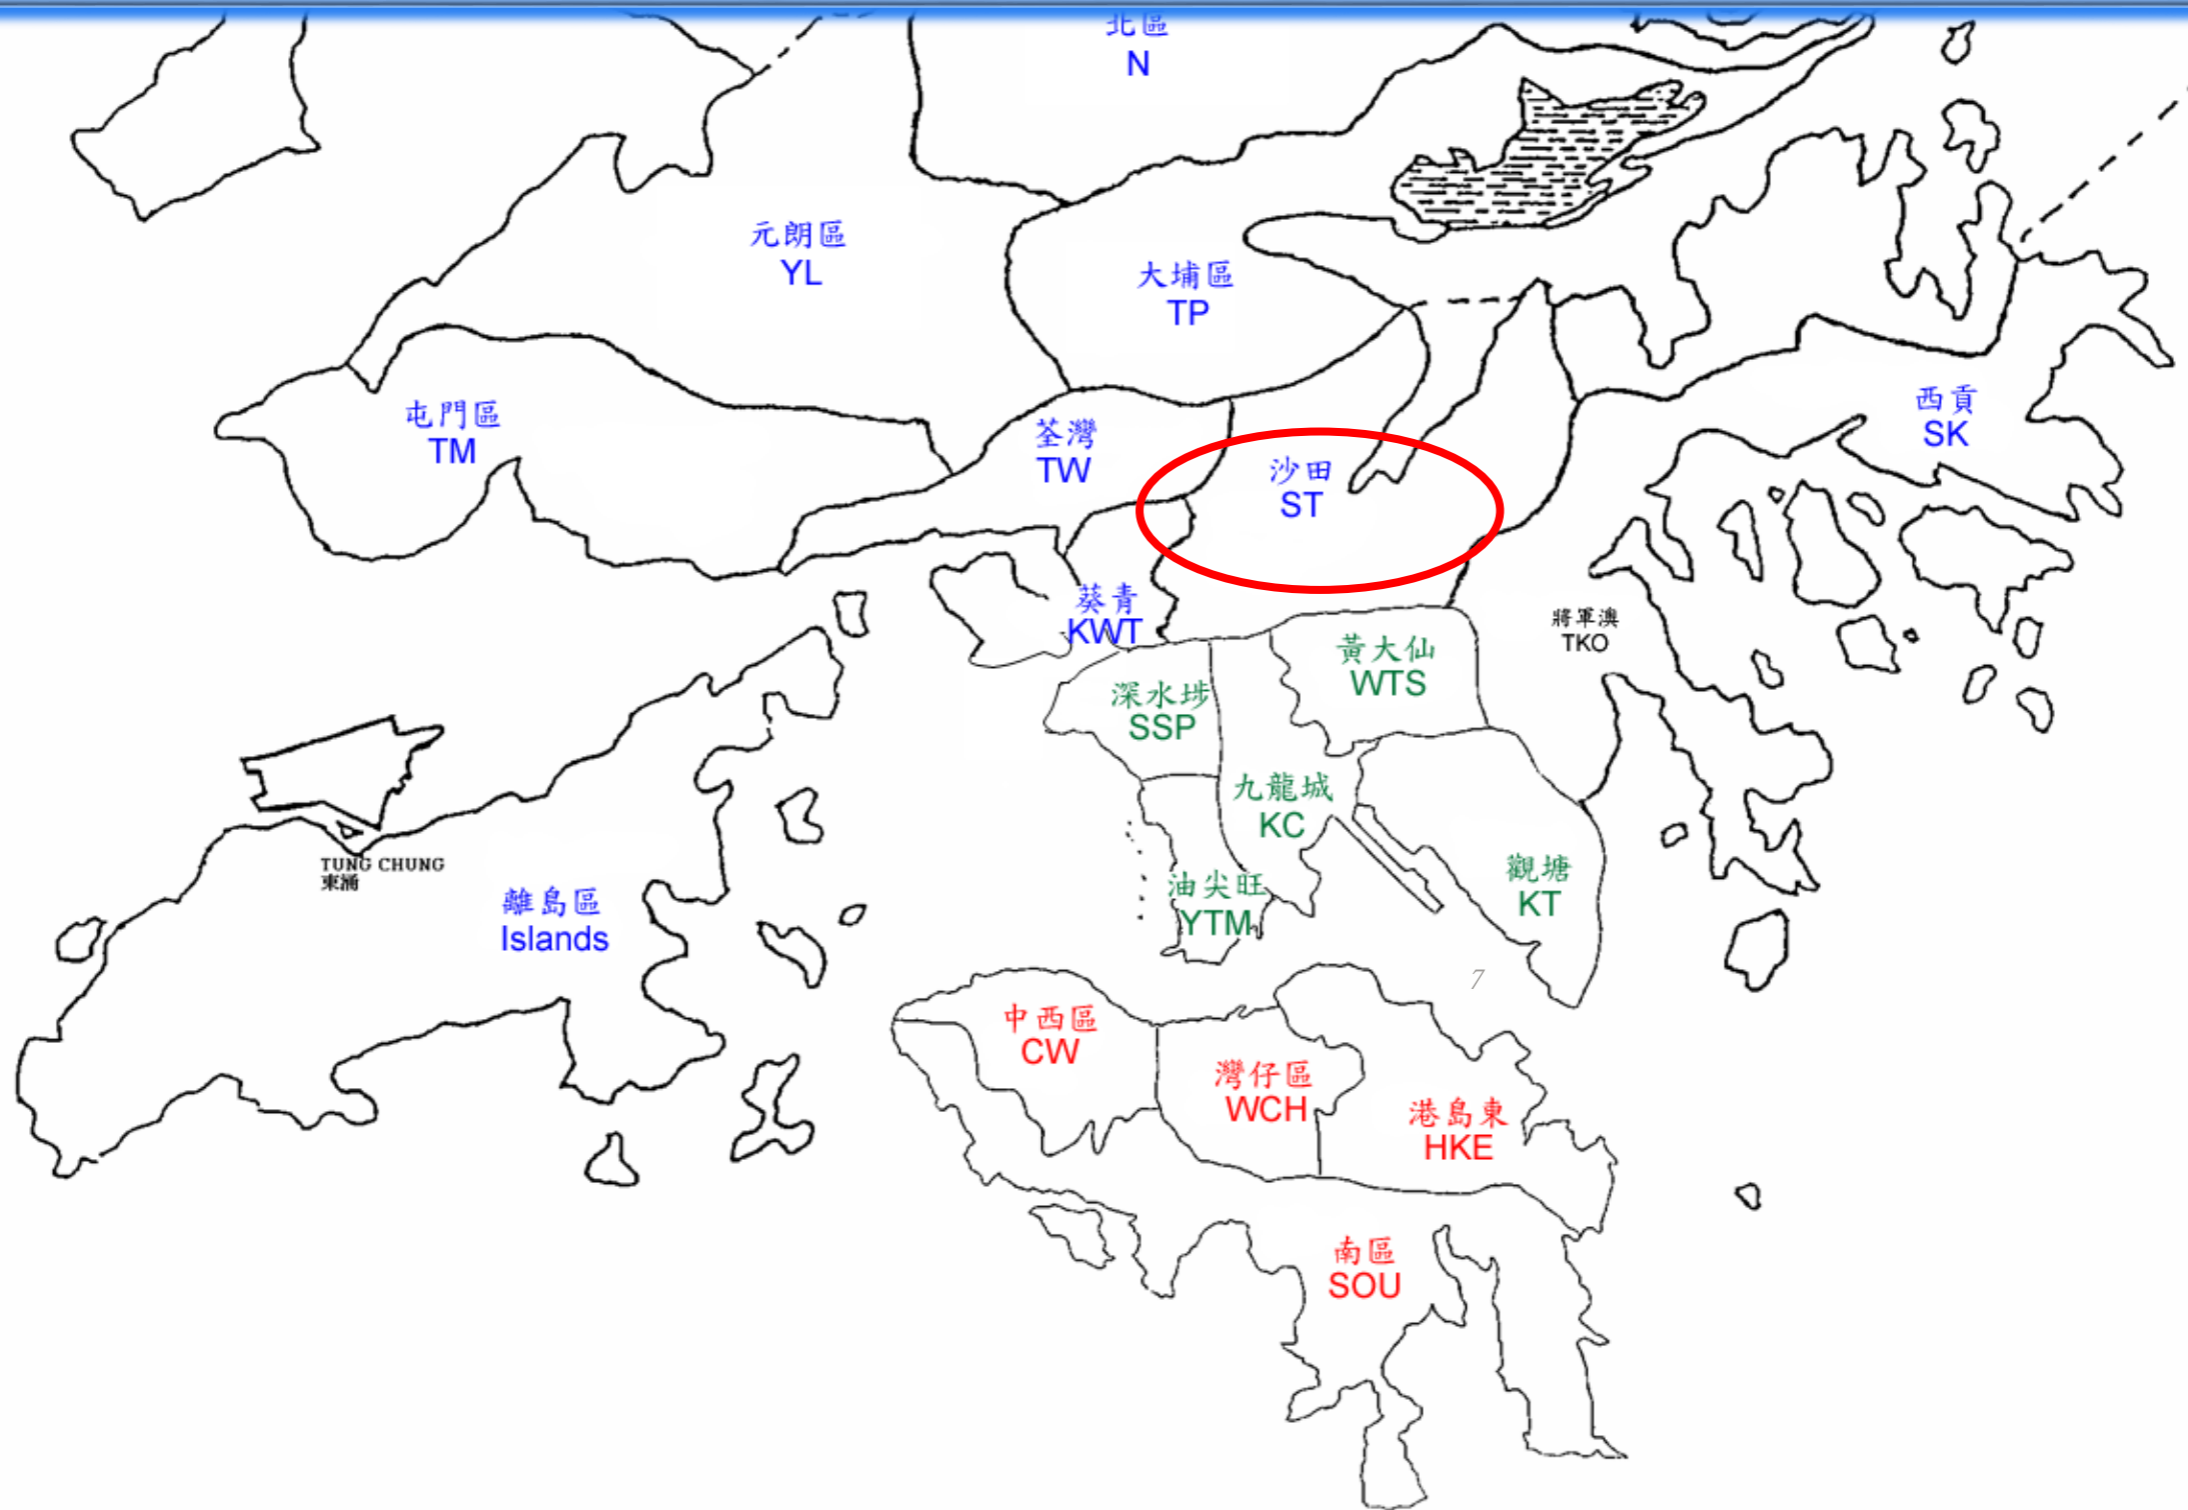 北區
N
元朗區
YL
大埔區
TP
屯門區
TM
荃灣
TW
沙田
ST
西貢
SK
葵青
KWT
將軍澳
TKO
黃大仙
WTS
深水埗
SSP
九龍城
KC
TUNG CHUNG
東涌
離島區
Islands
油尖旺
YTM
觀塘
KT
7
中西區
CW
灣仔區
WCH
港島東
HKE
南區
SOU